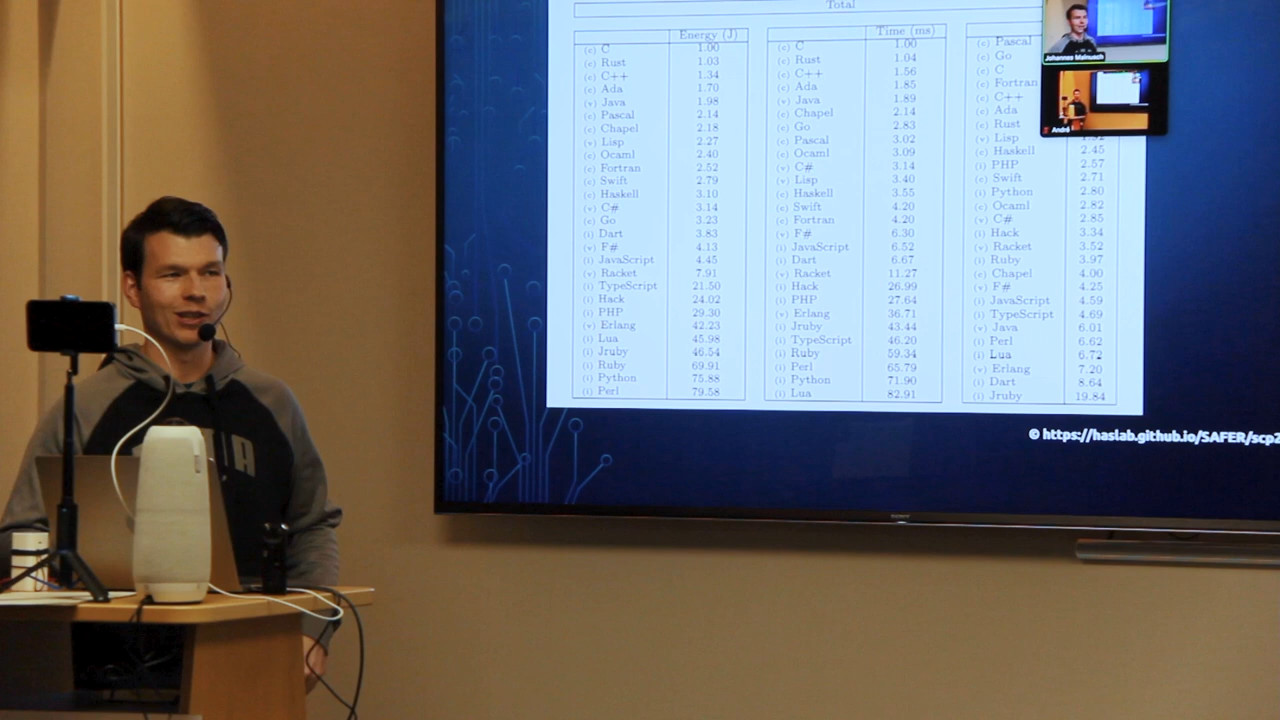 Total
Energy (J)
(c) C 1.00
(c) Rust 1.03
(c) C++ 1.34
(c) Ada 1.70
(v) Java 1.98
(c) Pascal 2.14
(c) Chapel 2.18
(v) Lisp 2.27
(c) Ocaml 2.40
(c) Fortran 2.52
(c) Swift 2.79
(c) Haskell 3.10
(v) C# 3.14
(c) Go 3.23
(i) Dart 3.83
(v) F# 4.13
(i) JavaScript 4.45
(v) Racket 7.91
(i) TypeScript 21.50
(i) Hack 24.02
(i) PHP 29.30
(v) Erlang 42.23
(i) Lua 45.98
(i) Jruby 46.54
(i) Ruby 69.91
(i) Python 75.88
(i) Perl 79.58
Time (ms)
(c) C 1.00
(c) Rust 1.04
(c) C++ 1.56
(c) Ada 1.85
(v) Java 1.89
(c) Chapel 2.14
(c) Go 2.83
(c) Pascal 3.02
(c) Ocaml 3.09
(v) C# 3.14
(v) Lisp 3.40
(c) Haskell 3.55
(c) Swift 4.20
(c) Fortran 4.20
(v) F# 6.30
(i) JavaScript 6.52
(i) Dart 6.67
(v) Racket 11.27
(i) Hack 26.99
(i) PHP 27.64
(v) Erlang 36.71
(i) Jruby 43.44
(i) TypeScript 46.20
(i) Ruby 59.34
(i) Perl 65.79
(i) Python 71.90
(i) Lua 82.91
(c) Pascal
(c) Go
(c) C
(c) Fortran
(c) C++
(c) Ada
(c) Rust
(v) Lisp
(c) Haskell 2.45
(i) PHP 2.57
(c) Swift 2.71
(i) Python 2.80
(c) Ocaml 2.82
(v) C# 2.85
(i) Hack 3.34
(v) Racket 3.52
(i) Ruby 3.97
(c) Chapel 4.00
(v) F# 4.25
(i) JavaScript 4.59
(i) TypeScript 4.69
(v) Java 6.01
(i) Perl 6.62
(i) Lua 6.72
(v) Erlang 7.20
(i) Dart 8.64
(i) Jruby 19.84
Johannes Mainusch
André
© https://haslab.github.io/SAFER/scp2
SONY